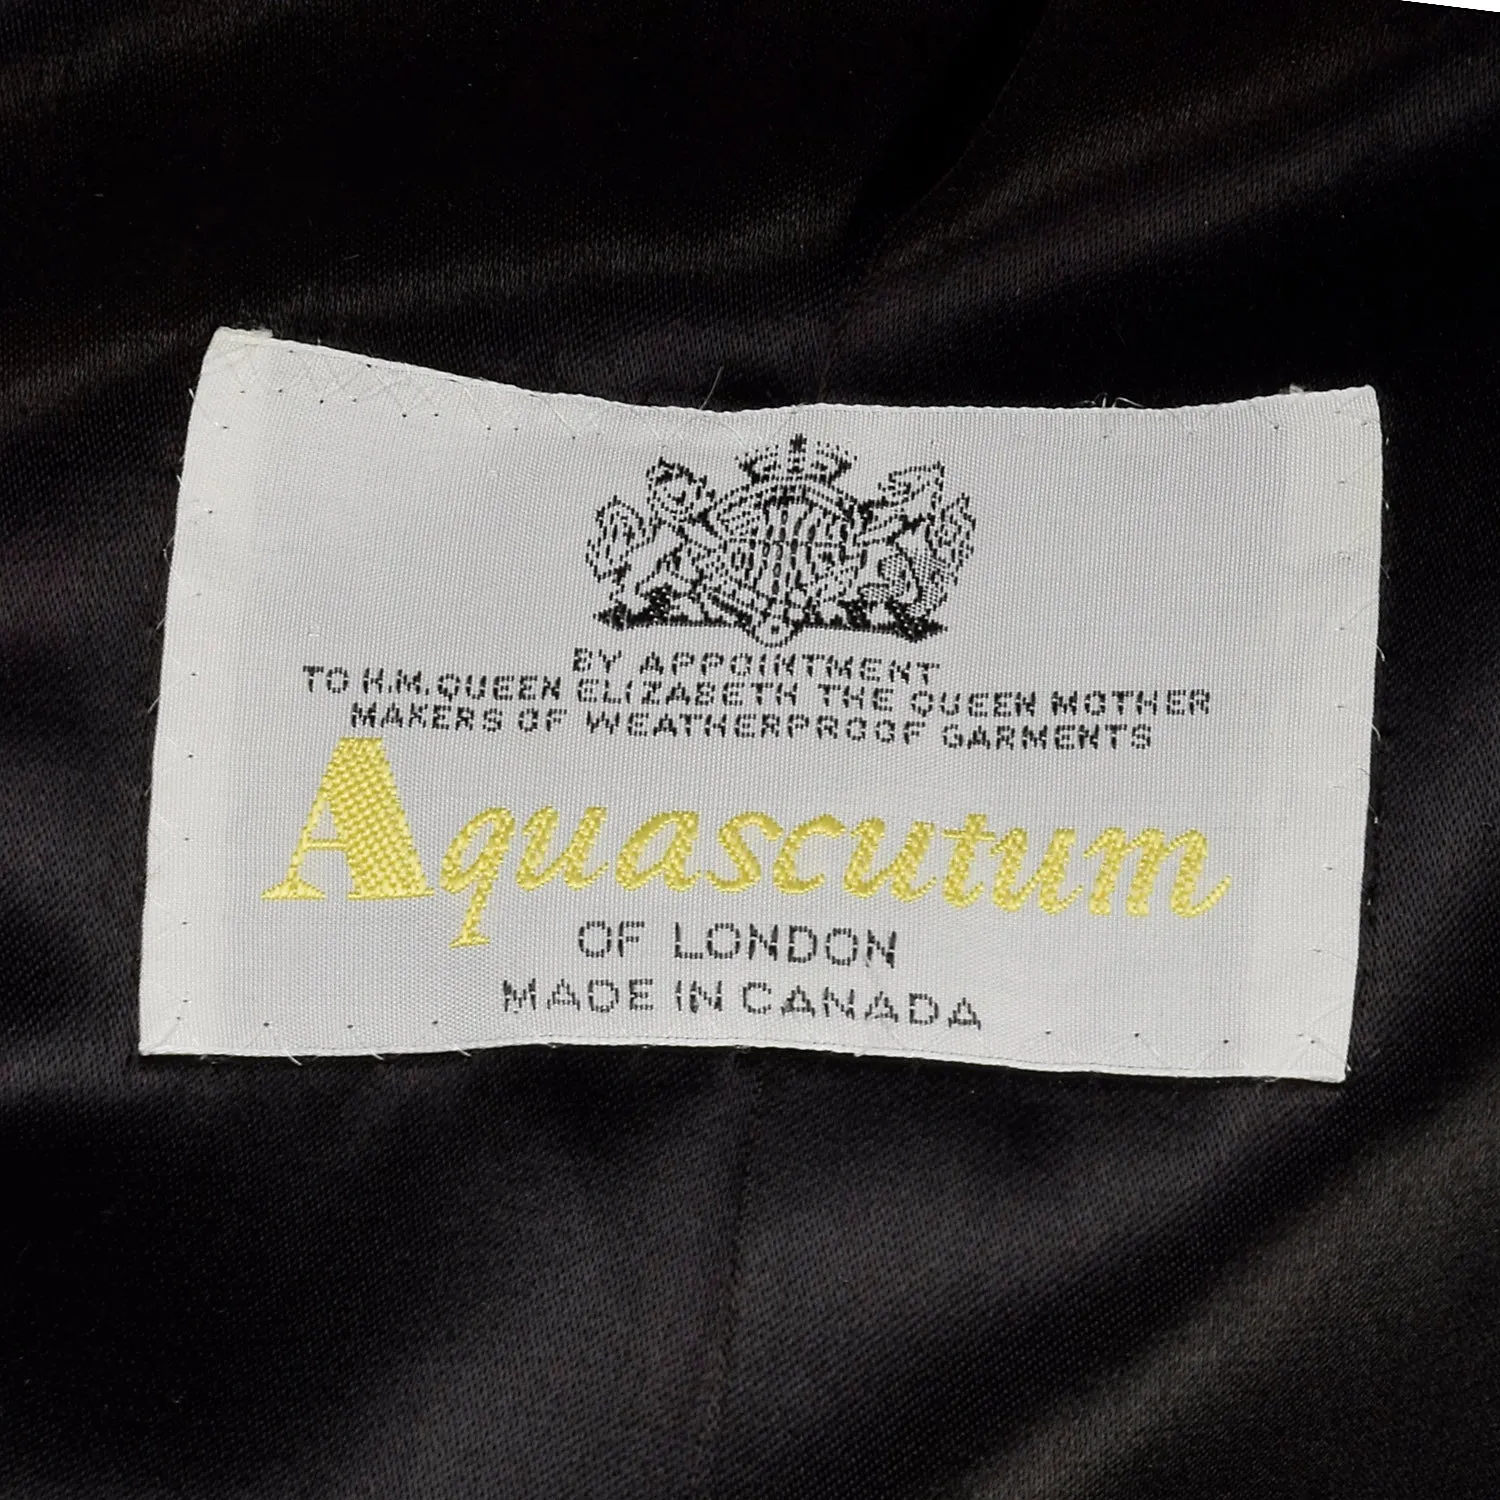 BY APPOINTMENT
TO H.M. QUEEN ELIZABETH THE QUEEN MOTHER
MAKERS OF WEATHERPROOF GARMENTS
Aquascutum
OF LONDON
MADE IN CANADA